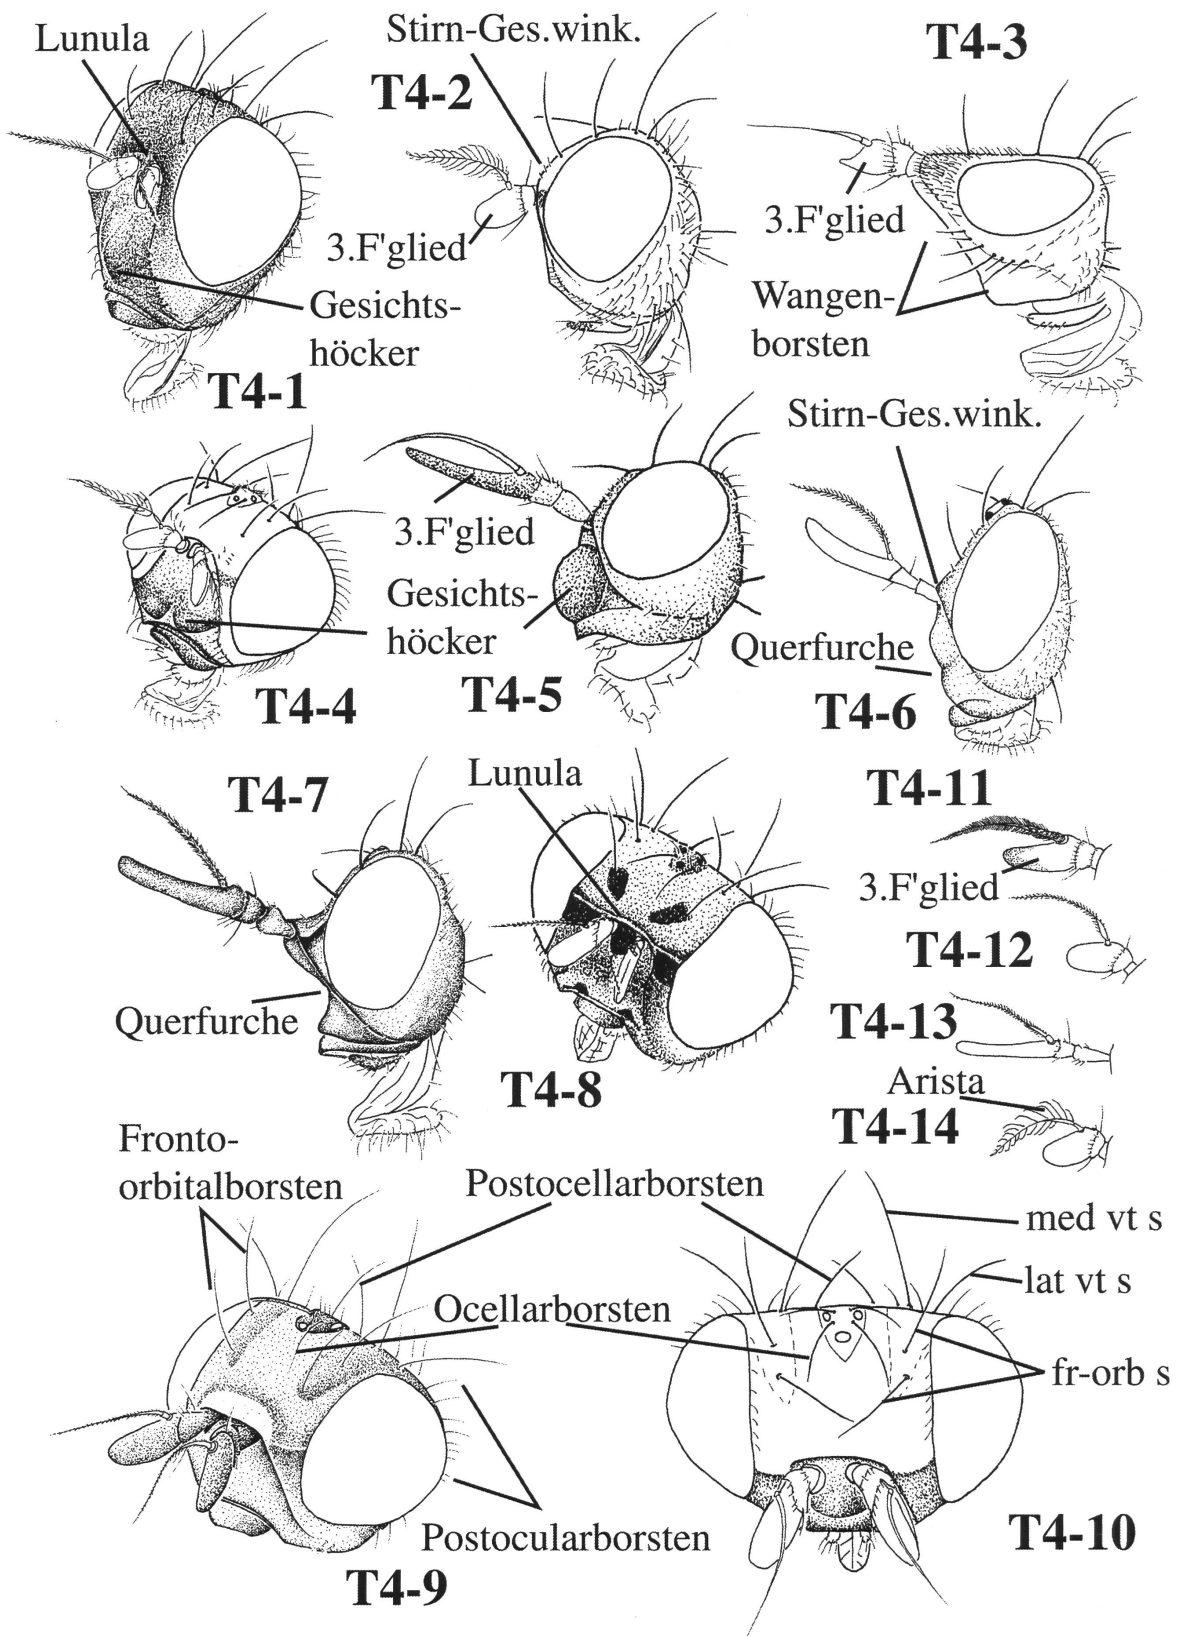 Lunula
Stirn-Ges.wink.
T4-2
T4-3
3.F'glied
3.F'glied
Gesichts-
höcker
T4-1
Wangen-
borsten
Stirn-Ges.wink.
3.F'glied
Gesichts-
höcker
T4-4
T4-5
Querfurche
T4-6
T4-7
Lunula
T4-11
3.F'glied
T4-12
Querfurche
T4-8
T4-13
Arista
T4-14
Fronto-
orbitalborsten
Postocellarborsten
med vt s
lat vt s
Ocellarborsten
fr-orb s
Postocularborsten
T4-9
T4-10